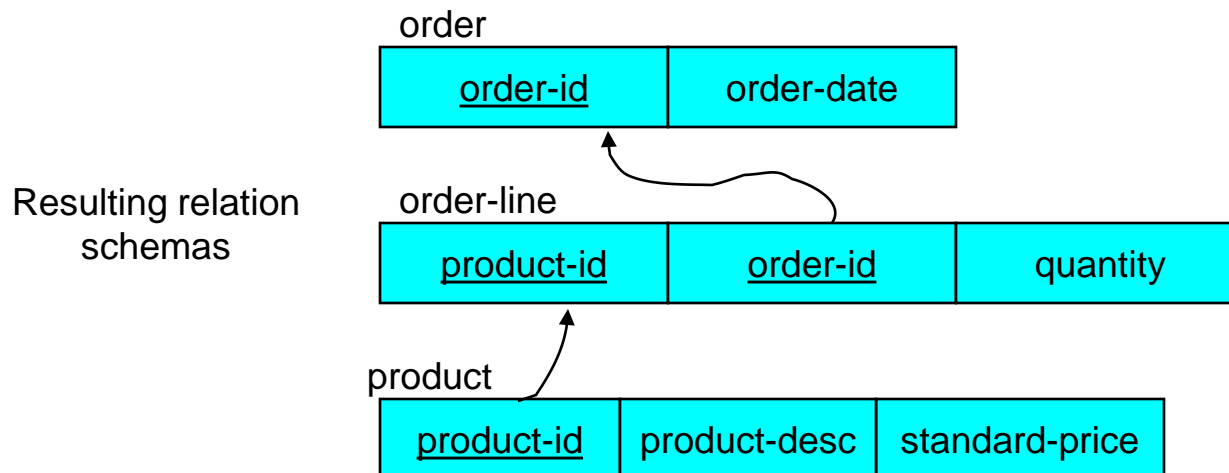 order
order-id order-date
Resulting relation
schemas
order-line
product-id order-id quantity
product
product-id product-desc standard-price